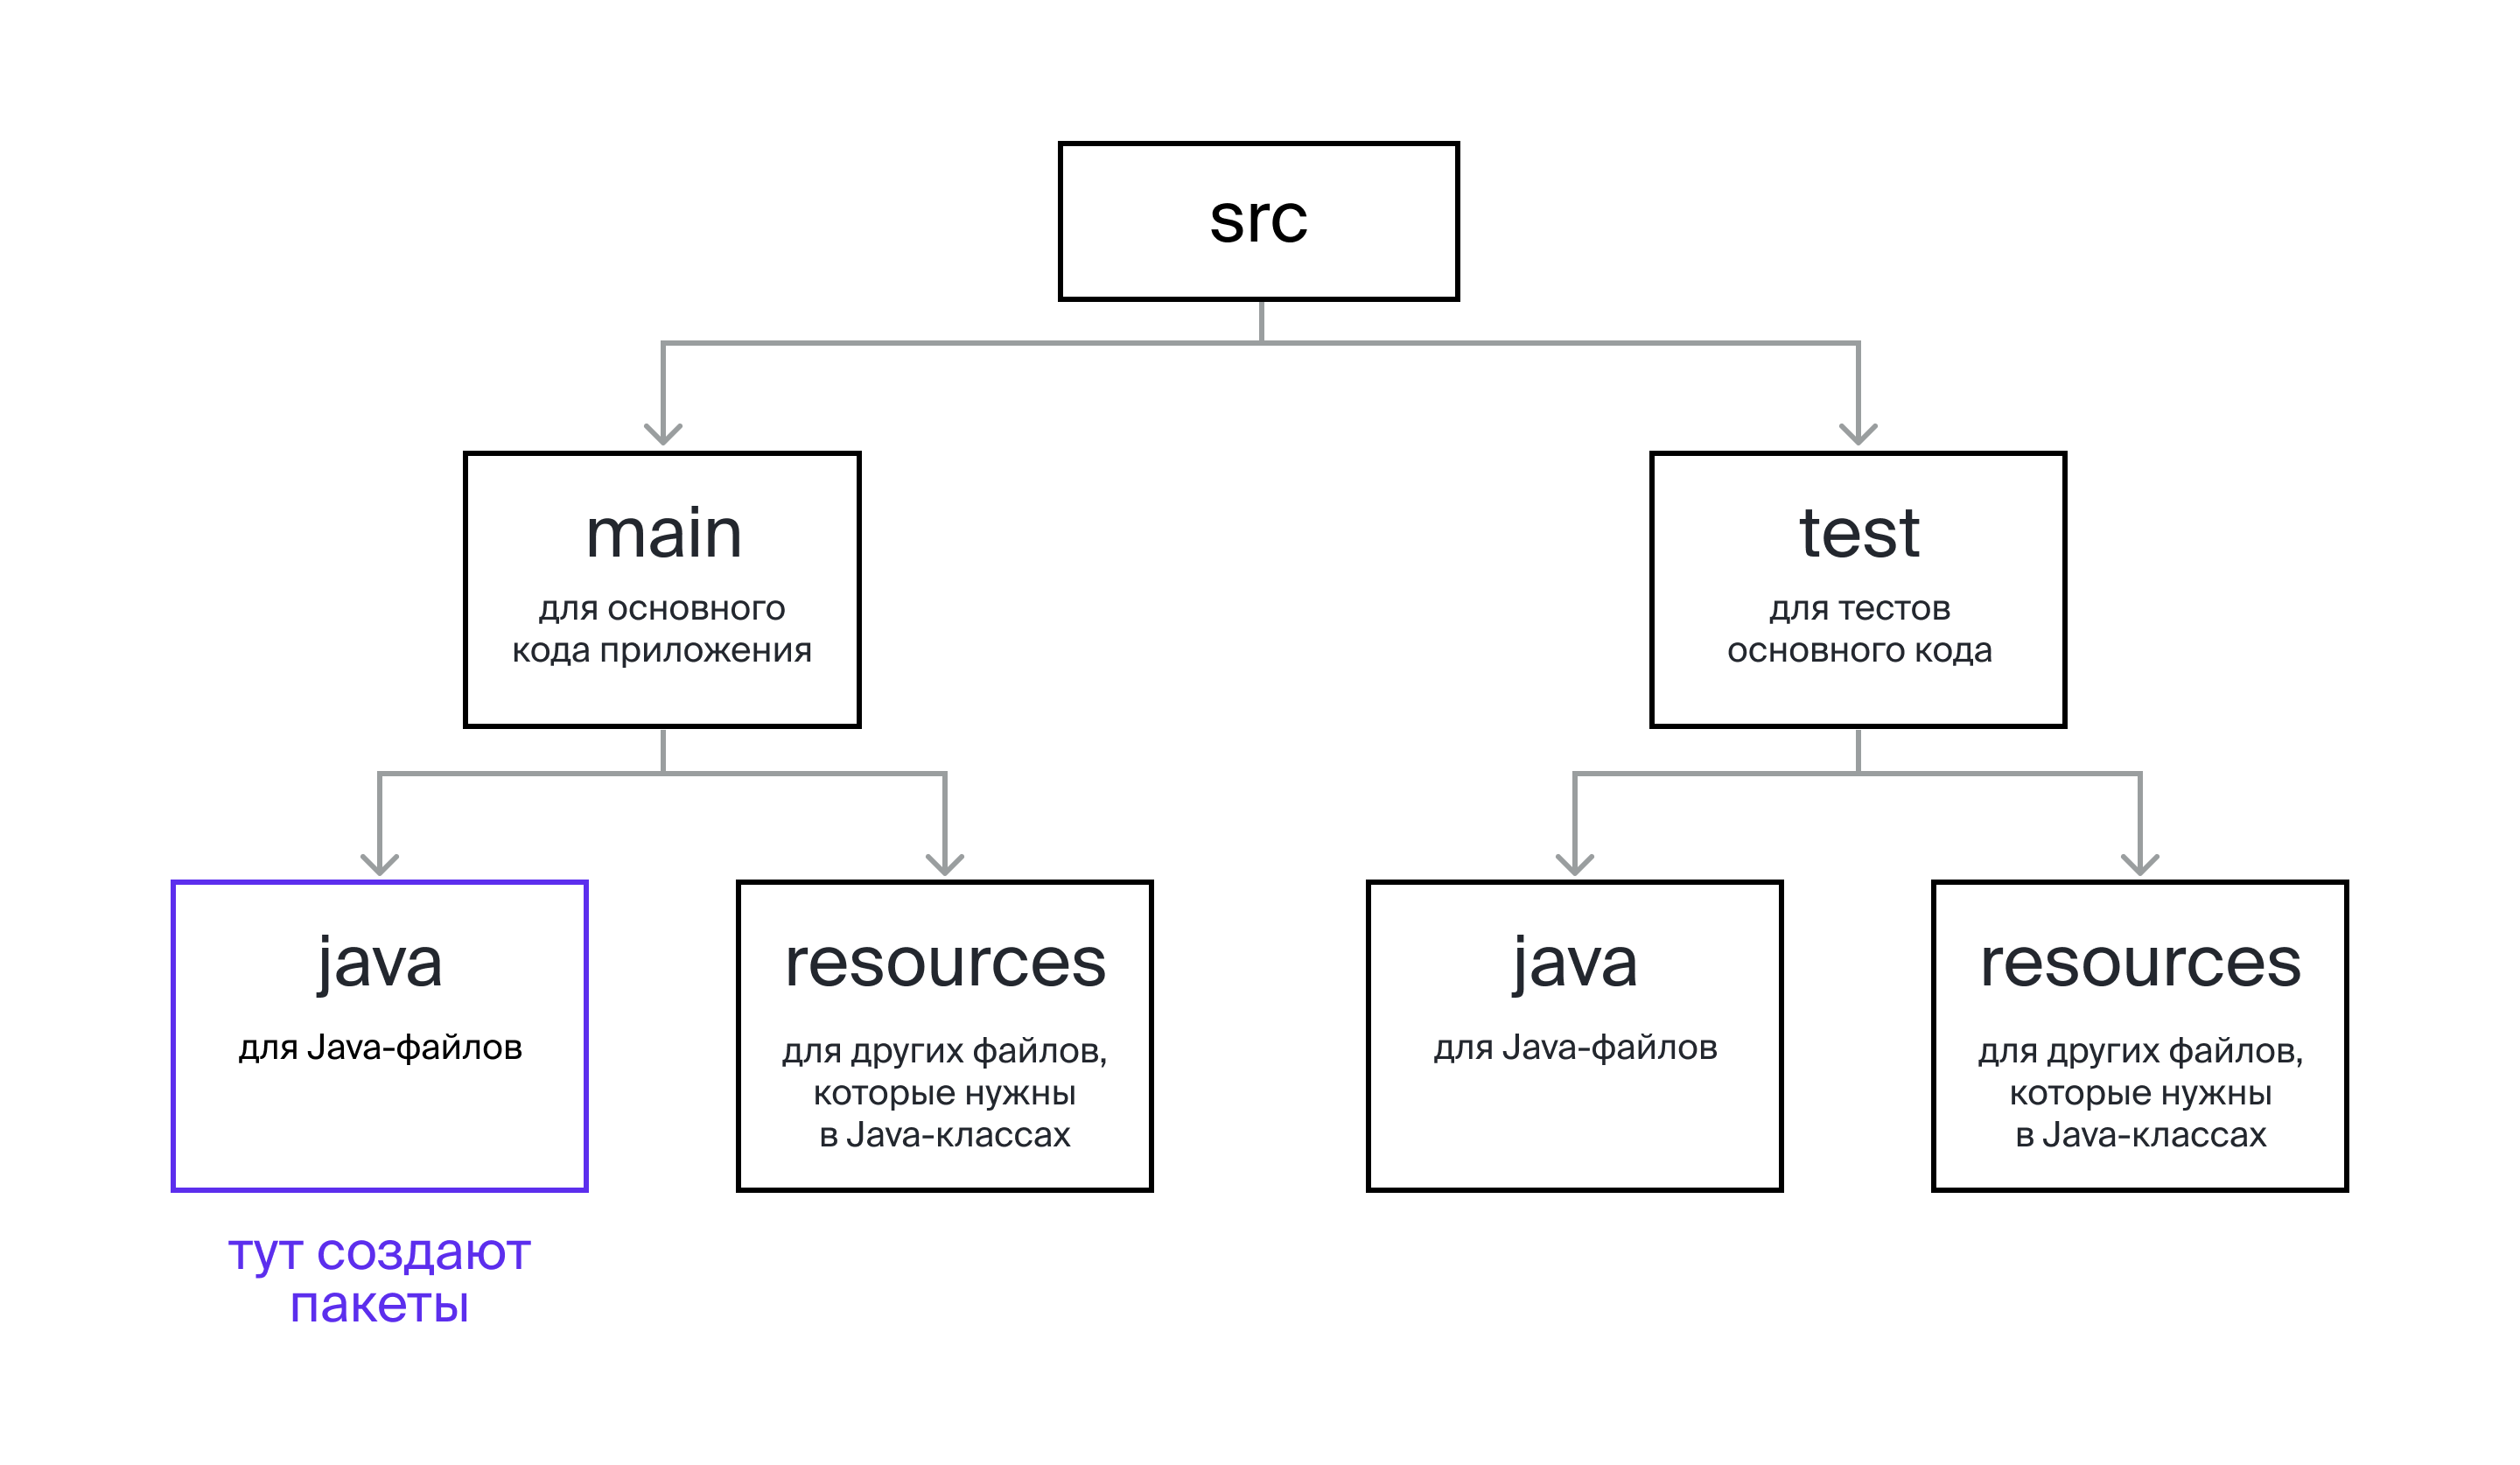 src
main
для основного
кода приложения
test
для тестов
основного кода
java
для Java-файлов
resources
для других файлов,
которые нужны
в Java-классах
java
для Java-файлов
resources
для других файлов,
которые нужны
в Java-классах
тут создают
пакеты